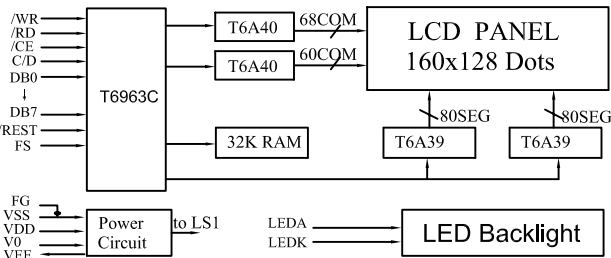 /WR
/RD
/CE
C/D
DB0
DB7
/REST
FS
T6963C
T6A40
68COM
T6A40
60COM
LCD PANEL
160x128 Dots
80SEG
80SEG
T6A39
T6A39
32K RAM
FG
VSS
VDD
V0
VEE
Power
Circuit
to LS1
LEDA
LEDK
LED Backlight